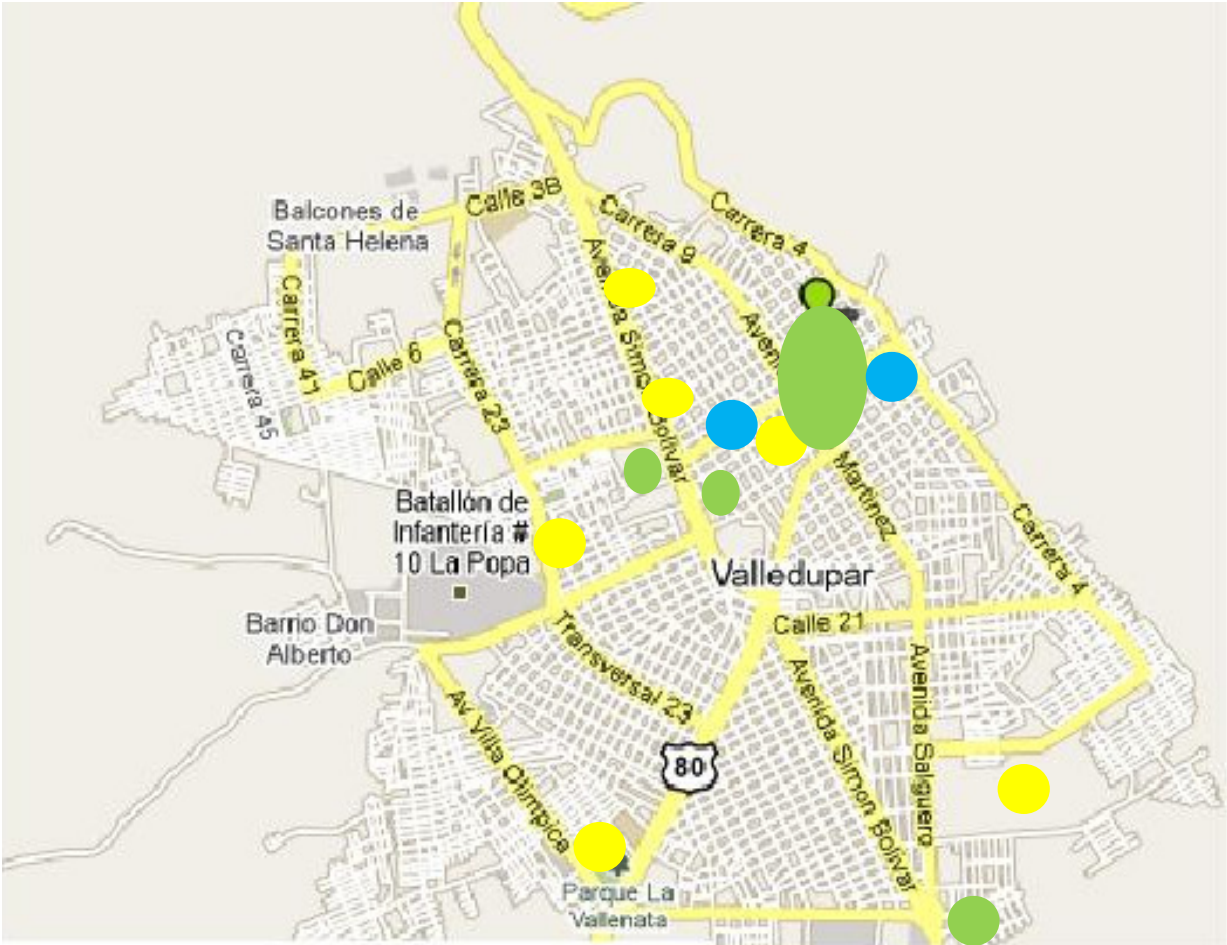 Calle 3B
Balcones de
Santa Helena
Carrera 9
Carrera 4
Carrera 41
Carrera 45
Calle 6
Carrera 23
Bolívar
Batallón de
Infantería #
10 La Popa
Martinez
Carrera 4
Valledupar
Barrio Don
Alberto
Calle 21
Transversal 23
Av Villa Olimpica
80
Avenida Simon Bolivar
Avenida Salguero
Parque La
Vallenata